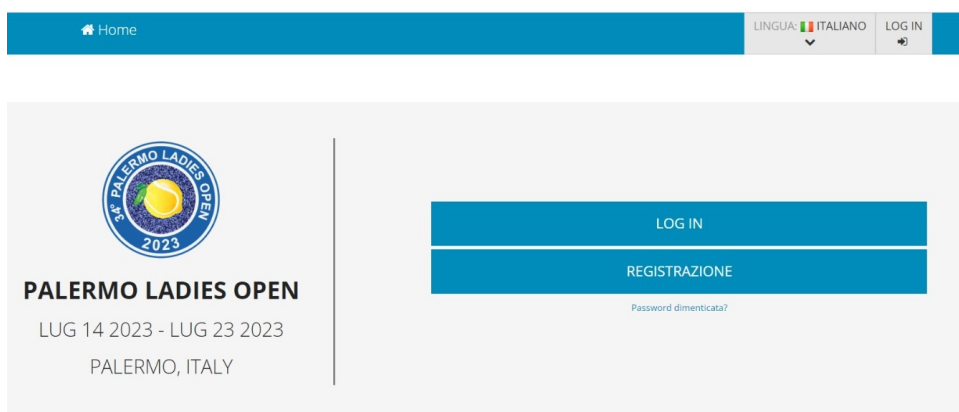 Home
LINGUA: ITALIANO
LOG IN
34° PALERMO LADIES OPEN
2023
PALERMO LADIES OPEN
LUG 14 2023 - LUG 23 2023
PALERMO, ITALY
LOG IN
REGISTRAZIONE
Password dimenticata?